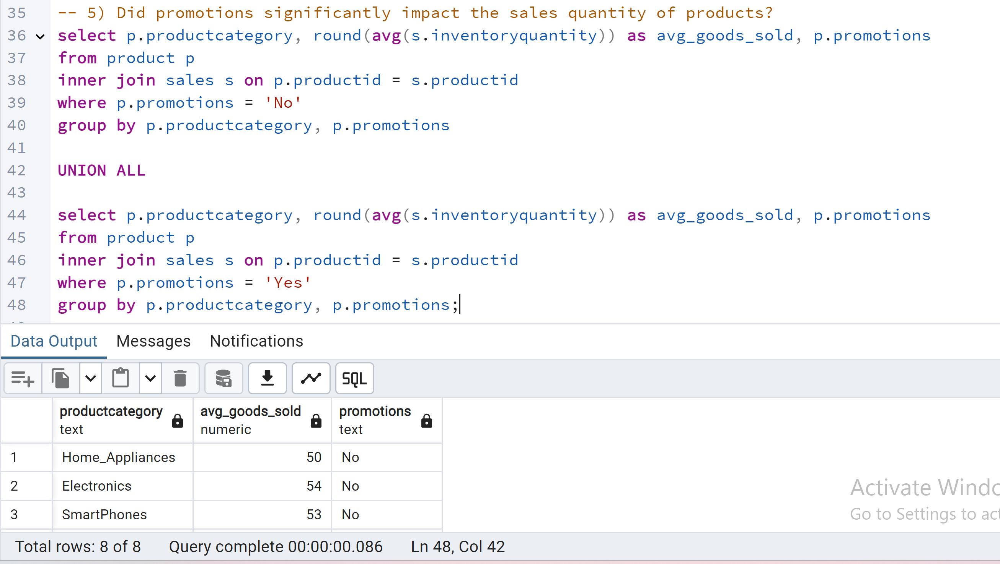 35 -- 5) Did promotions significantly impact the sales quantity of products?
36 select p.productcategory, round(avg(s.inventoryquantity)) as avg_goods_sold, p.promotions
37 from product p
38 inner join sales s on p.productid = s.productid
39 where p.promotions = 'No'
40 group by p.productcategory, p.promotions
41
42 UNION ALL
43
44 select p.productcategory, round(avg(s.inventoryquantity)) as avg_goods_sold, p.promotions
45 from product p
46 inner join sales s on p.productid = s.productid
47 where p.promotions = 'Yes'
48 group by p.productcategory, p.promotions;
Data Output Messages Notifications
SQL
productcategory avg_goods_sold promotions
text numeric text
1 Home_Appliances 50 No
2 Electronics 54 No
3 SmartPhones 53 No
Activate Windo
Go to Settings to act
Total rows: 8 of 8 Query complete 00:00:00.086 Ln 48, Col 42